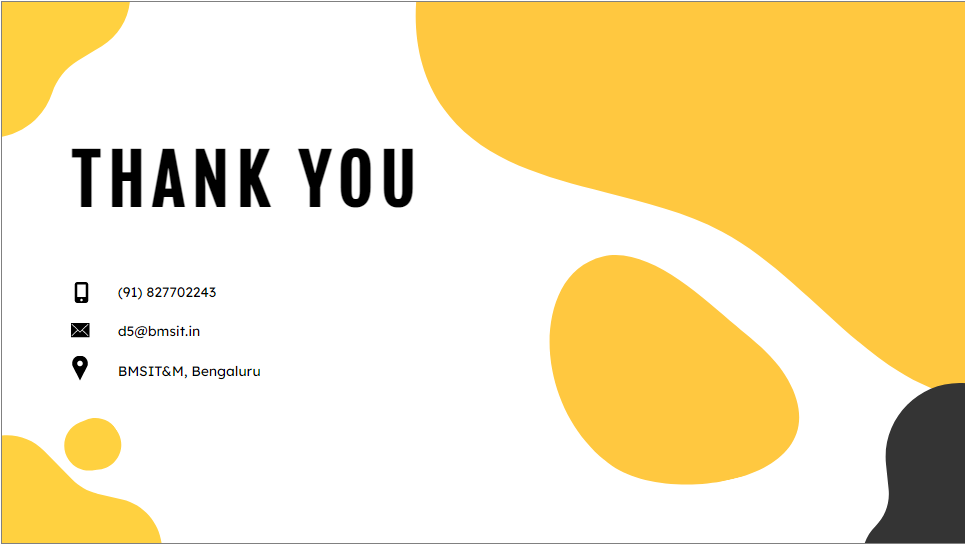 THANK YOU
(91) 827702243
d5@bmsit.in
BMSIT&M, Bengaluru